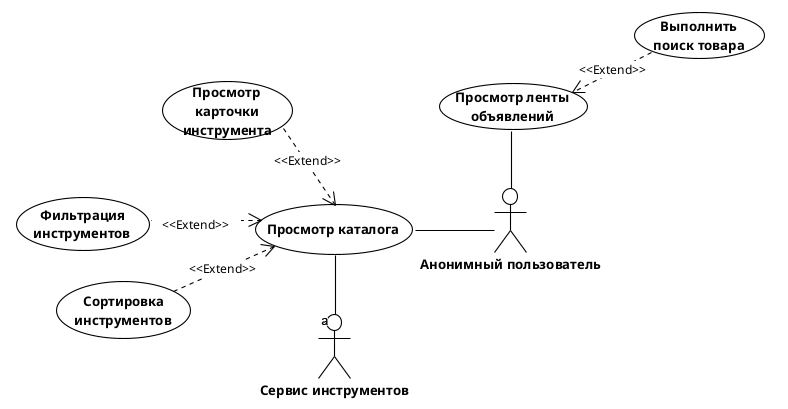 Выполнить
поиск товара
<<Extend>>
Просмотр ленты
объявлений
Просмотр
карточки
инструмента
<<Extend>>
Фильтрация
инструментов
<<Extend>>
Просмотр каталога
Анонимный пользователь
<<Extend>>
Сортировка
инструментов
a
Сервис инструментов